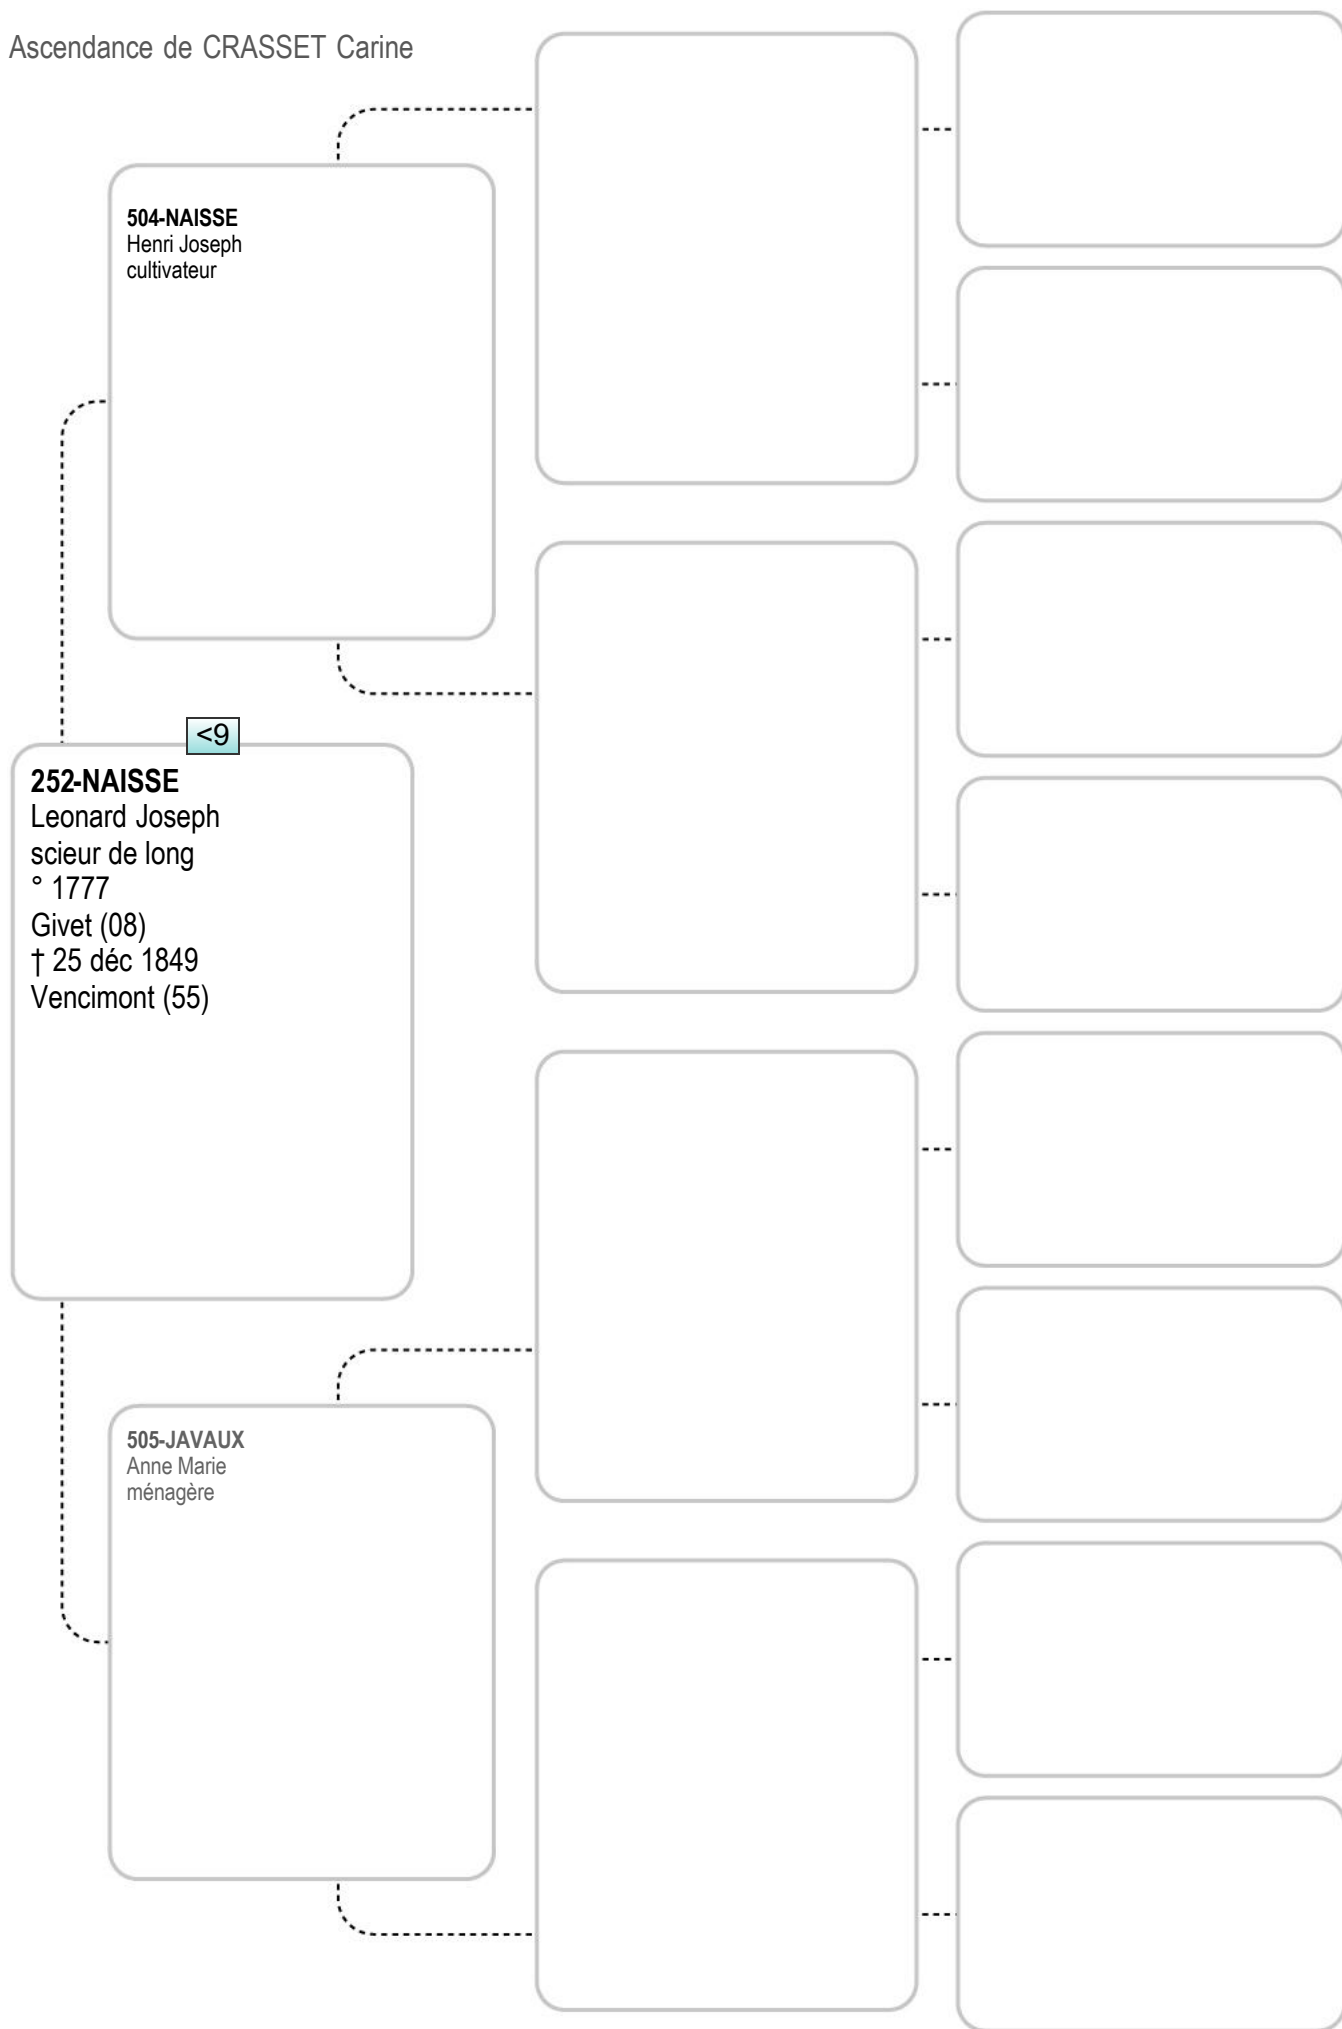 Ascendance de CRASSET Carine
504-NAISSE
Henri Joseph
cultivateur
<9
252-NAISSE
Leonard Joseph
scieur de long
° 1777
Givet (08)
† 25 déc 1849
Vencimont (55)
505-JAVAUX
Anne Marie
ménagère